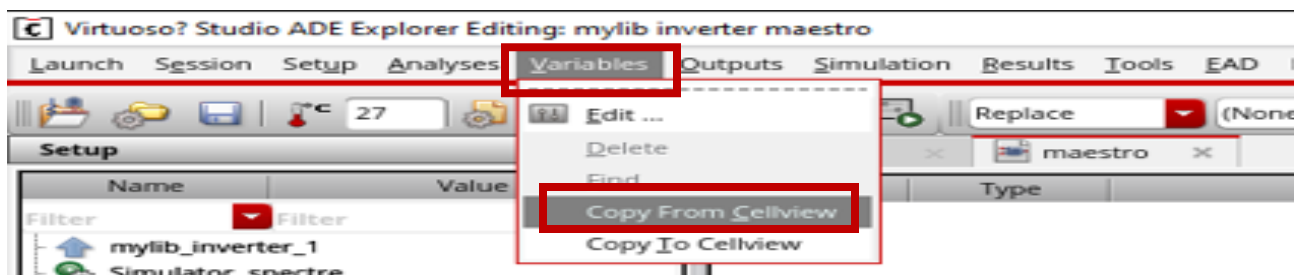 Virtuoso? Studio ADE Explorer Editing: mylib inverter maestro
Launch Session Setup Analyses Variables Outputs Simulation Results Tools EAD
27 Edit ... Replace (None
Setup Delete maestro
Name Value Find Type
Filter Filter Copy From Cellview
mylib_inverter_1 Copy To Cellview
Simulator spectre